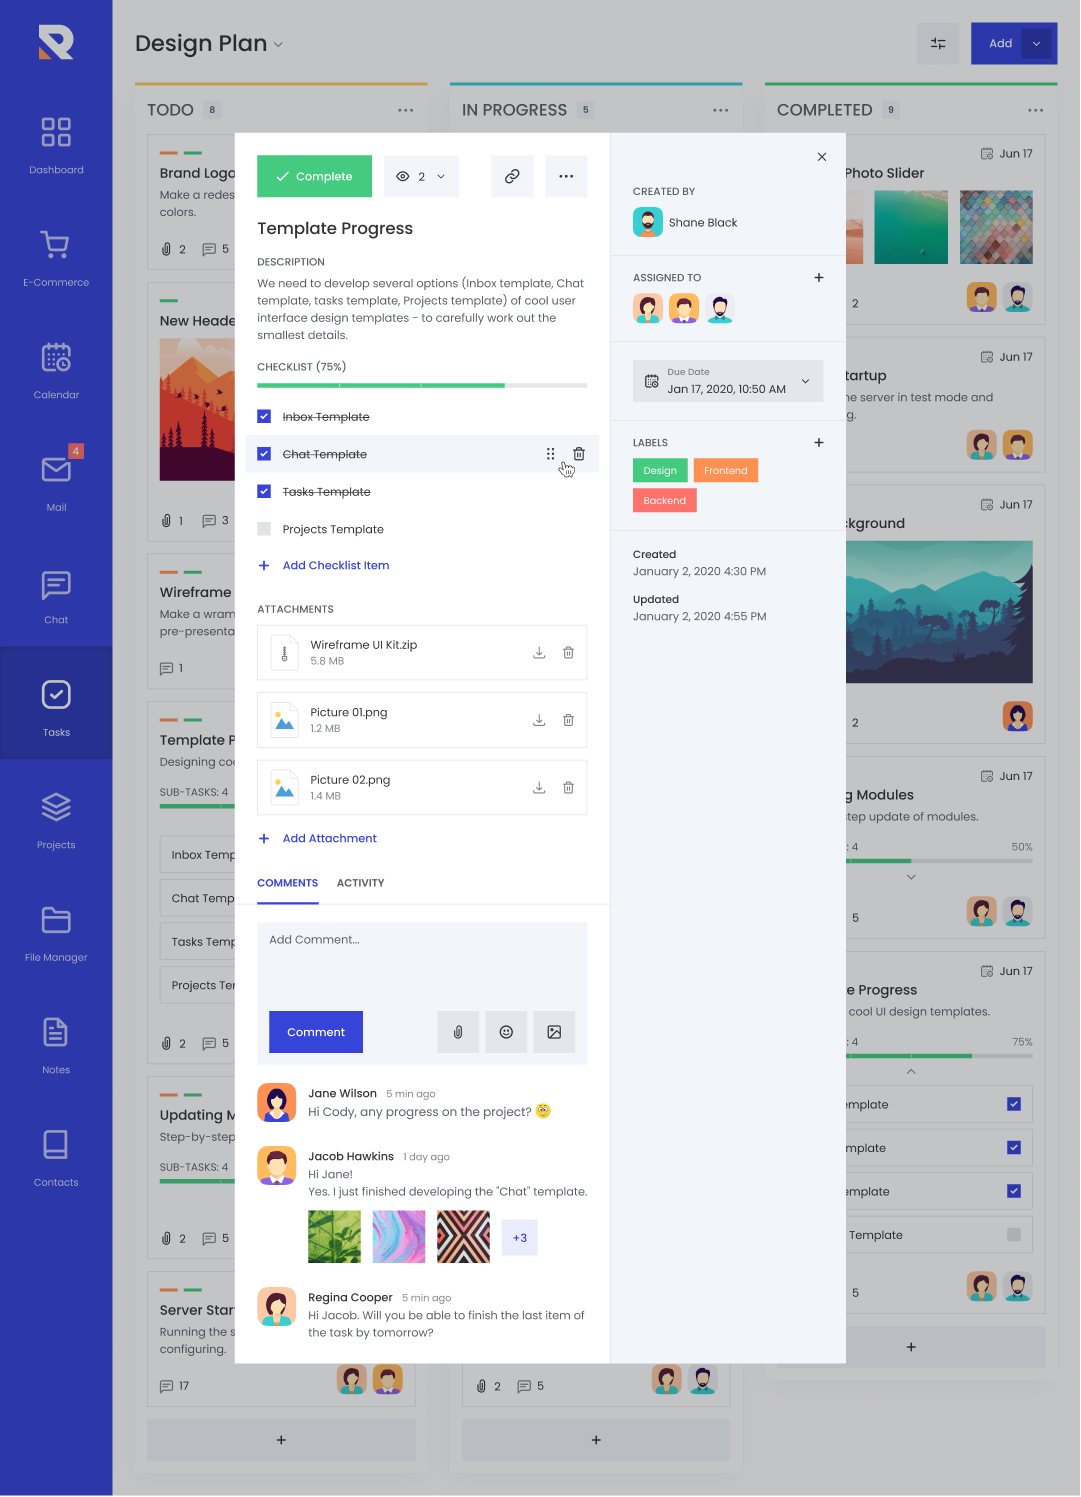 Design Plan
Add
Dashboard
E-Commerce
Calendar
4
Mail
Chat
Tasks
Projects
File Manager
Notes
Contacts
TODO 8
Brand Logo
Make a redes
colors.
2 5
New Heade
1 3
Wireframe
Make a wram
pre-presenta
1
Template P
Designing coo
SUB-TASKS: 4
Inbox Temp
Chat Temp
Tasks Temp
Projects Te
2 5
Updating M
Step-by-step
SUB-TASKS: 4
2 5
Server Star
Running the s
configuring.
17
+
IN PROGRESS 5
2 5
+
Complete
2
Template Progress
DESCRIPTION
We need to develop several options (Inbox template, Chat
template, tasks template, Projects template) of cool user
interface design templates - to carefully work out the
smallest details.
CHECKLIST (75%)
Inbox Template
Chat Template
Tasks Template
Projects Template
+ Add Checklist Item
ATTACHMENTS
Wireframe UI Kit.zip
5.8 MB
Picture 01.png
1.2 MB
Picture 02.png
1.4 MB
+ Add Attachment
COMMENTS ACTIVITY
Add Comment...
Comment
Jane Wilson 5 min ago
Hi Cody, any progress on the project?
Jacob Hawkins 1 day ago
Hi Jane!
Yes. I just finished developing the "Chat" template.
+3
Regina Cooper 5 min ago
Hi Jacob. Will you be able to finish the last item of
the task by tomorrow?
CREATED BY
Shane Black
ASSIGNED TO +
Due Date
Jan 17, 2020, 10:50 AM
LABELS +
Design Frontend
Backend
Created
January 2, 2020 4:30 PM
Updated
January 2, 2020 4:55 PM
COMPLETED 9
Jun 17
Photo Slider
2
Jun 17
tartup
ne server in test mode and
g.
Jun 17
kground
2
Jun 17
g Modules
step update of modules.
: 4 50%
5
Jun 17
e Progress
cool UI design templates.
: 4 75%
emplate
mplate
emplate
Template
5
+